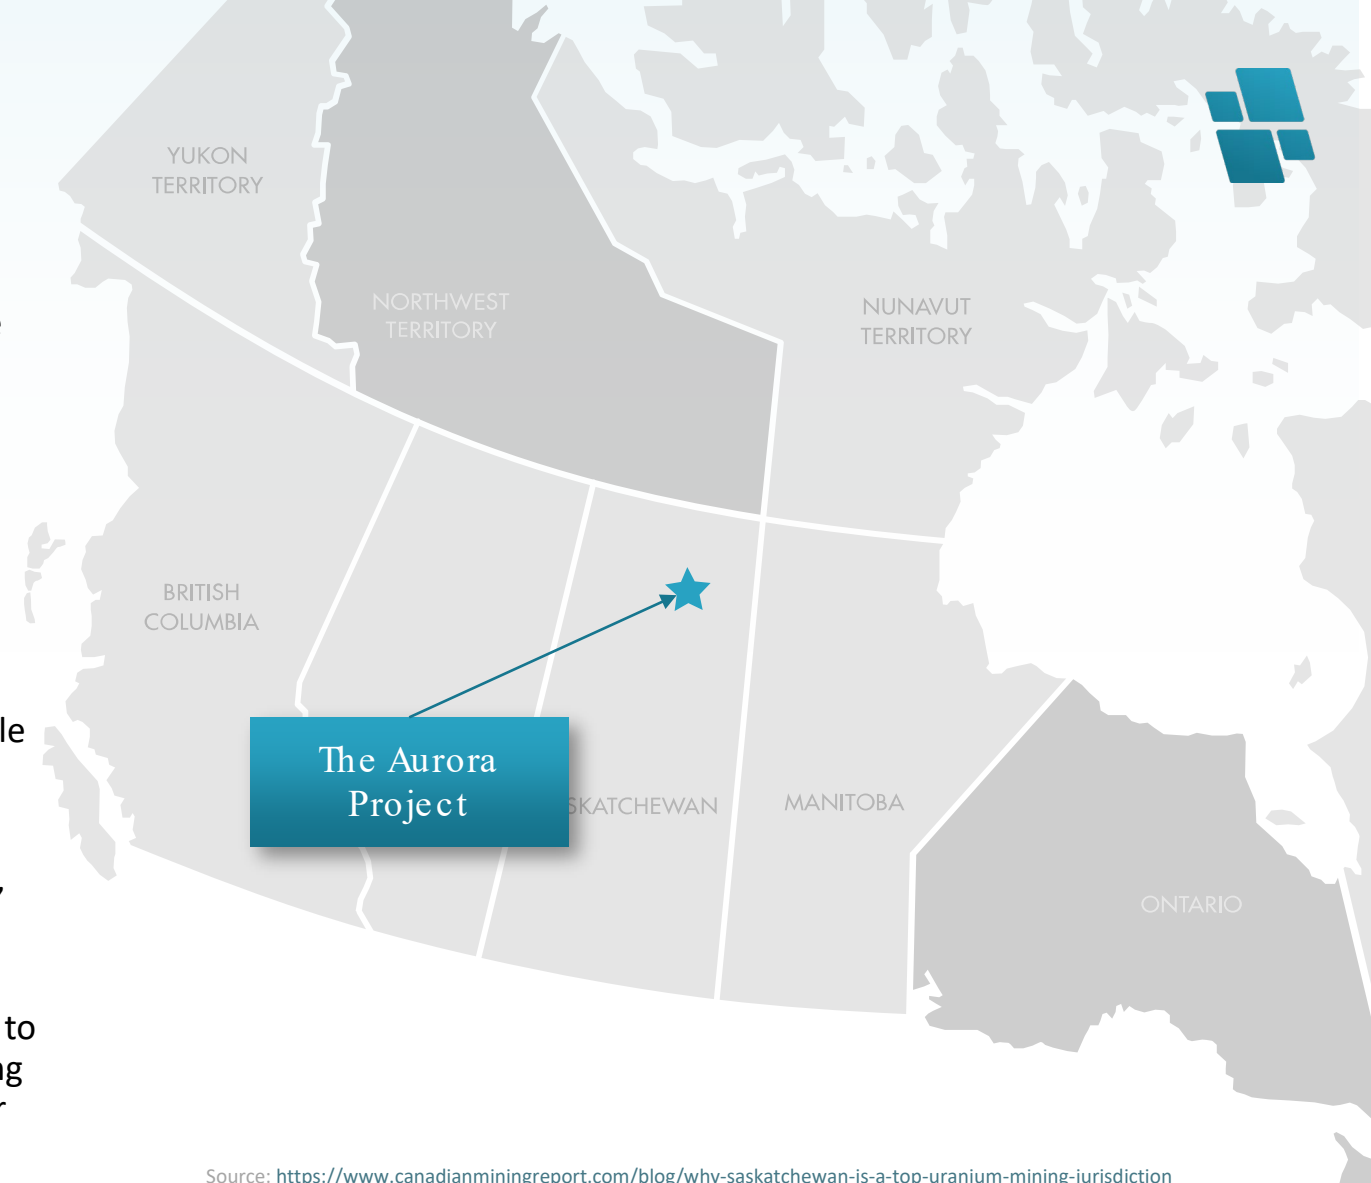 YUKON
TERRITORY
NORTHWEST
TERRITORY
NUNAVUT
TERRITORY
BRITISH
COLUMBIA
le
The Aurora
Project
SKATCHEWAN
MANITOBA
ONTARIO
to
Source: https://www.canadianminingreport.com/blog/why-saskatchewan-is-a-top-uranium-mining-jurisdiction